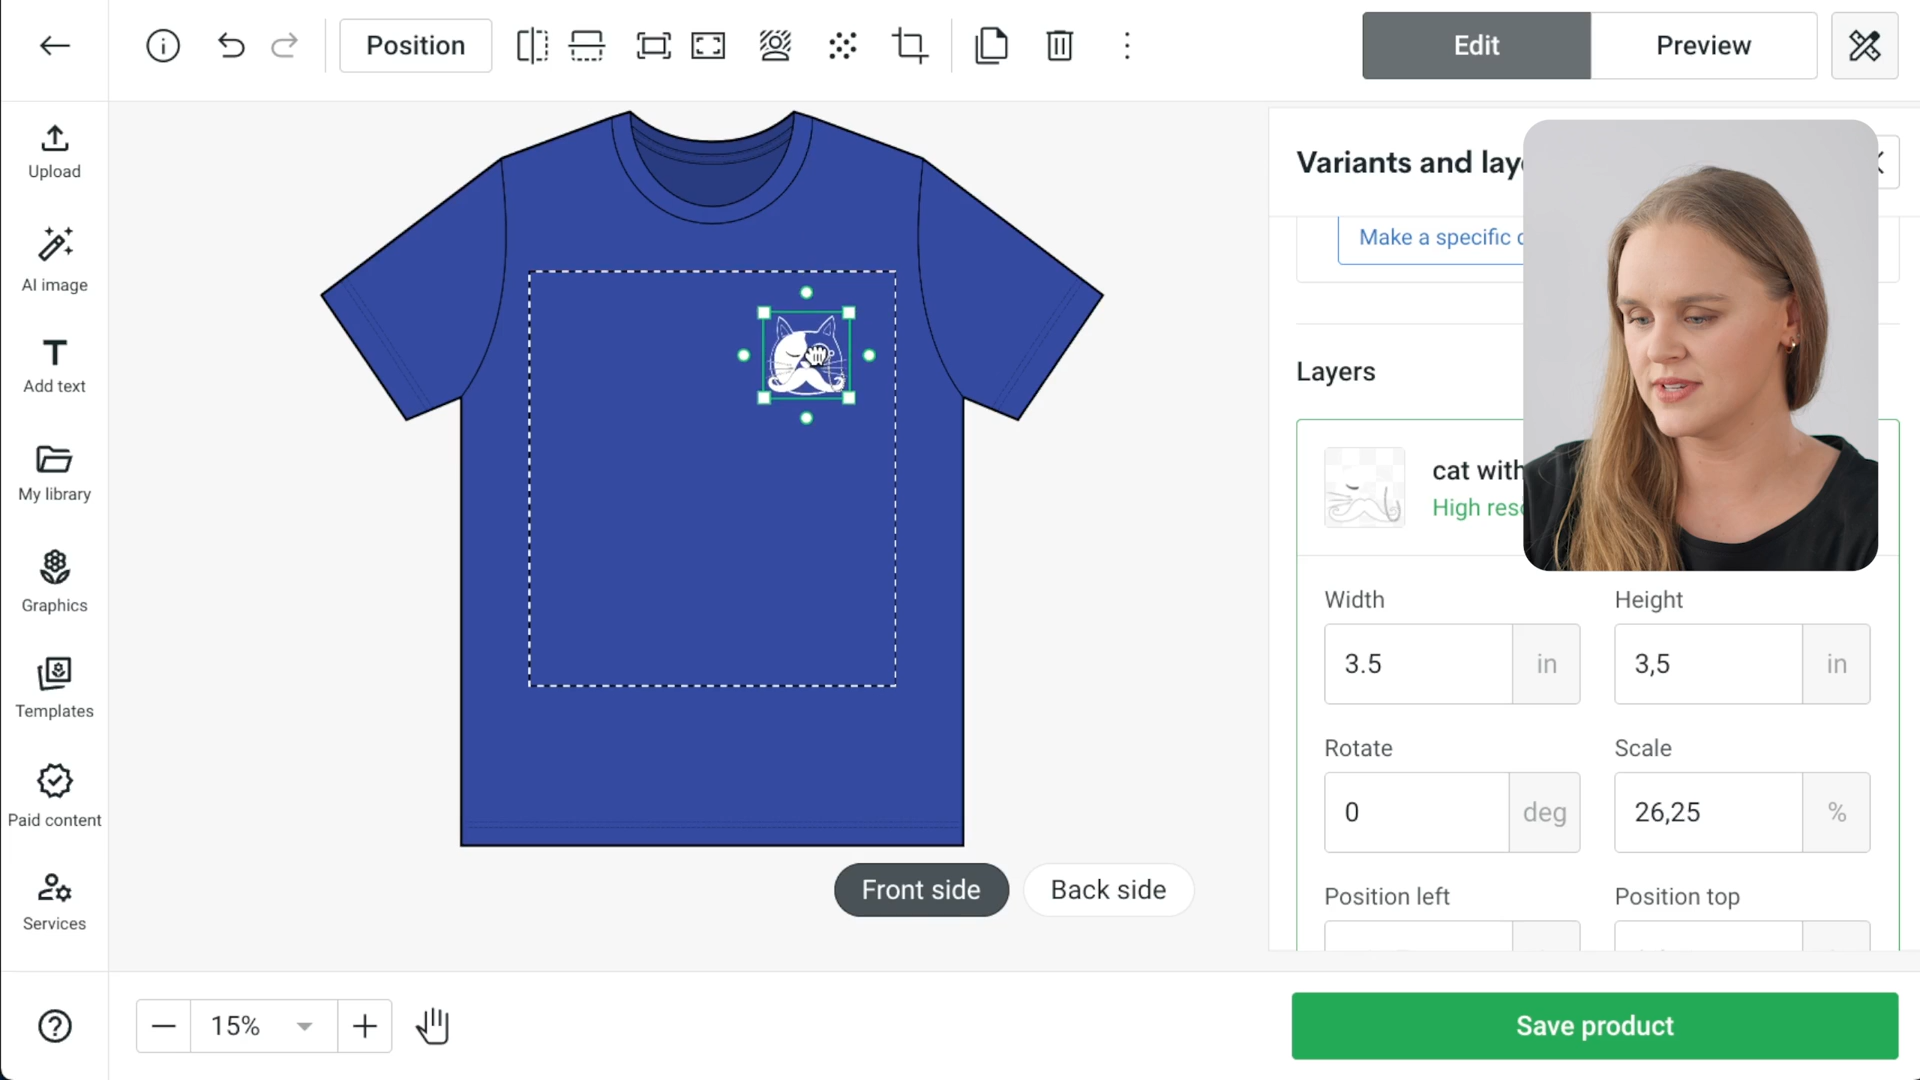 Position
Edit
Preview
Upload
AI image
Add text
My library
Graphics
Templates
Paid content
Services
Variants and lay
Make a specific
Layers
cat with
High res
Width
Height
3.5 in
3,5 in
Rotate
Scale
0 deg
26,25 %
Position left
Position top
Front side
Back side
15%
Save product